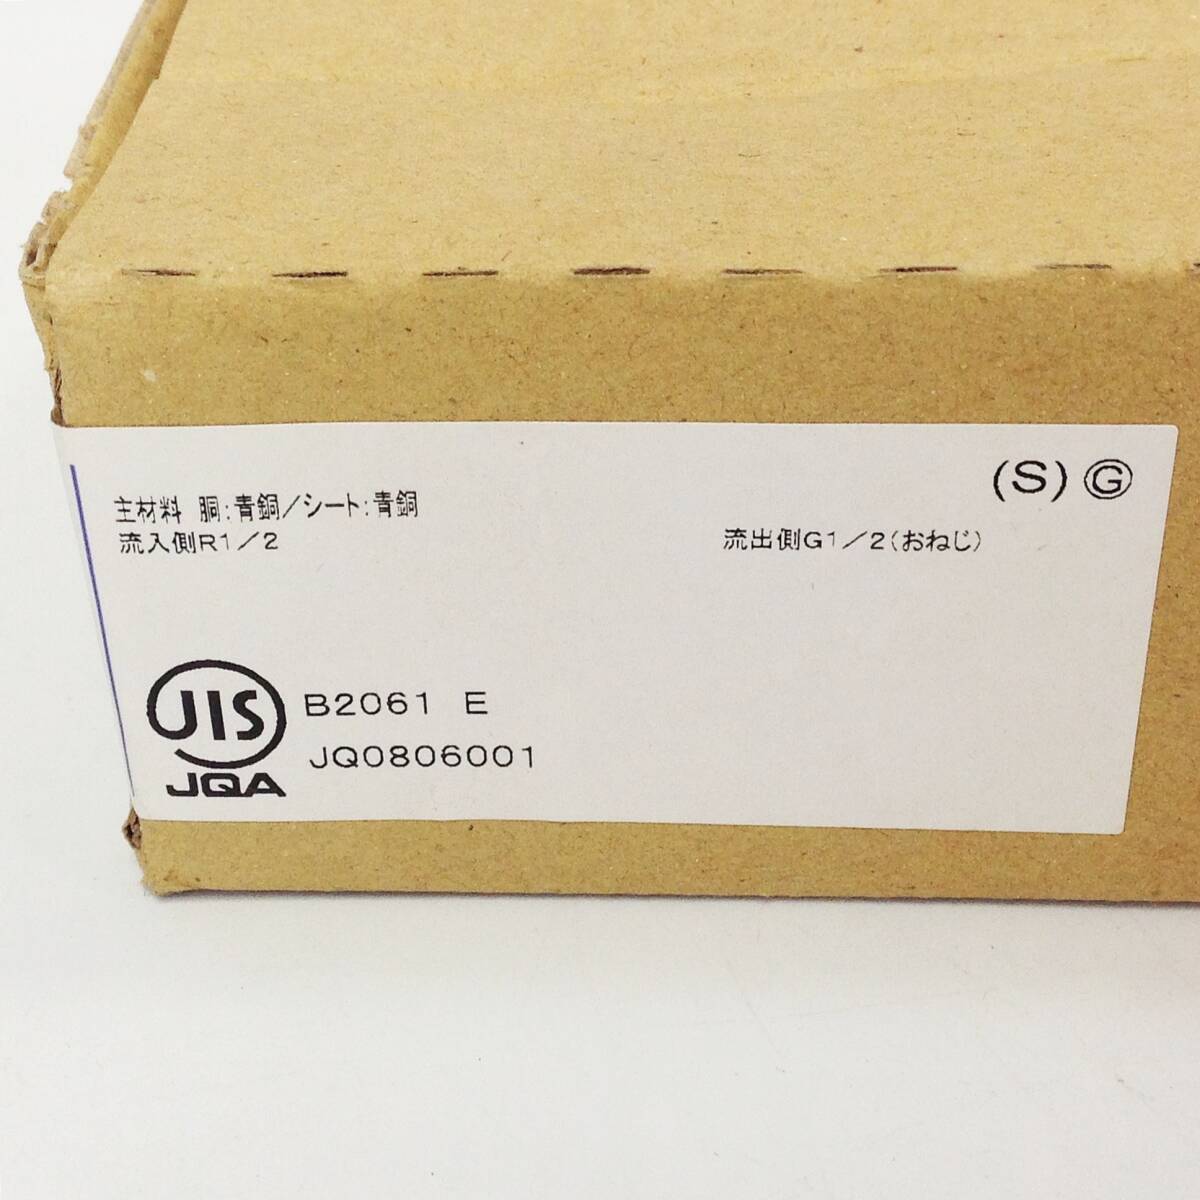 (S) Ⓖ
主材料 胴:青銅/シート:青銅
流入側R1/2 流出側G1/2(おねじ)
JIS B2061 E
JQA JQ0806001